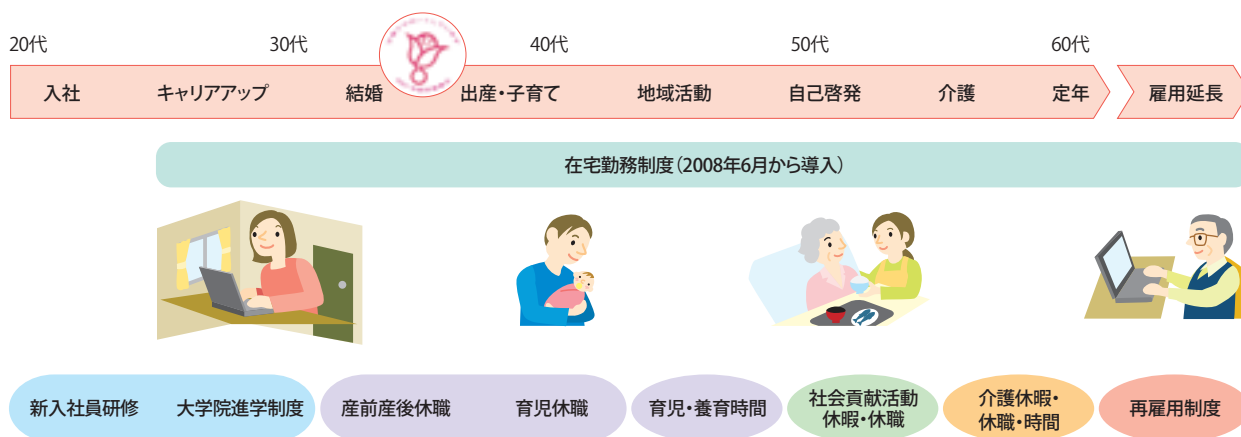 20代 30代 40代 50代 60代
入社 キャリアアップ 結婚 出産・子育て 地域活動 自己啓発 介護 定年 雇用延長
在宅勤務制度(2008年6月から導入)
新入社員研修 大学院進学制度 産前産後休職 育児休職 育児・養育時間 社会貢献活動 介護休暇・ 再雇用制度
休暇・休職 休職・時間